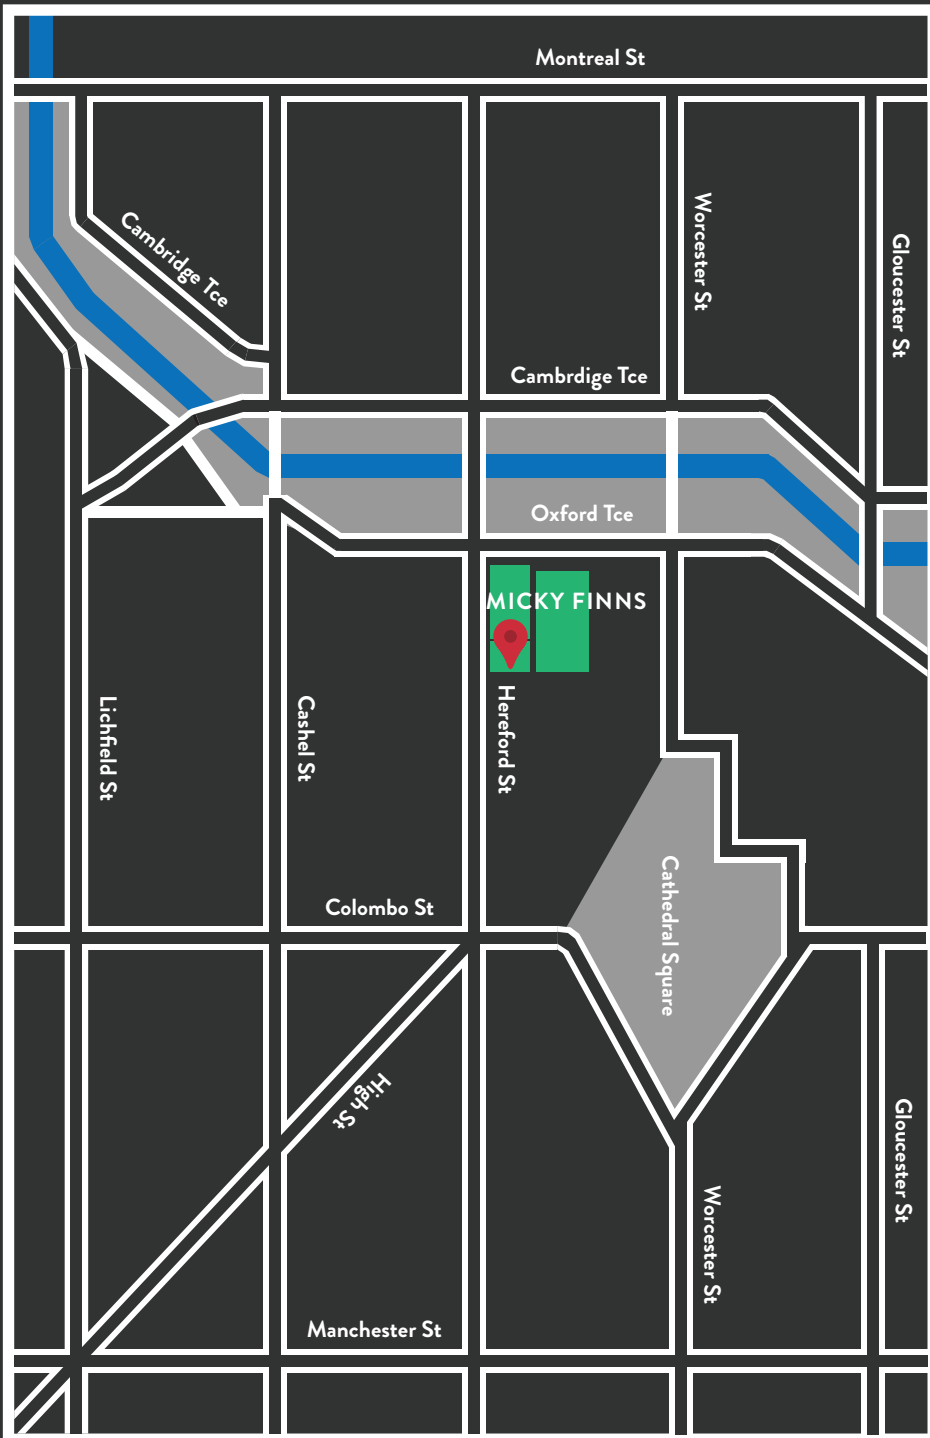 Montreal St
Worcester St
Cambridge Tce
Gloucester St
Cambrdige Tce
Oxford Tce
MICKY FINNS
Hereford St
Lichfield St
Cashel St
Cathedral Square
Colombo St
High St
Gloucester St
Worcester St
Manchester St